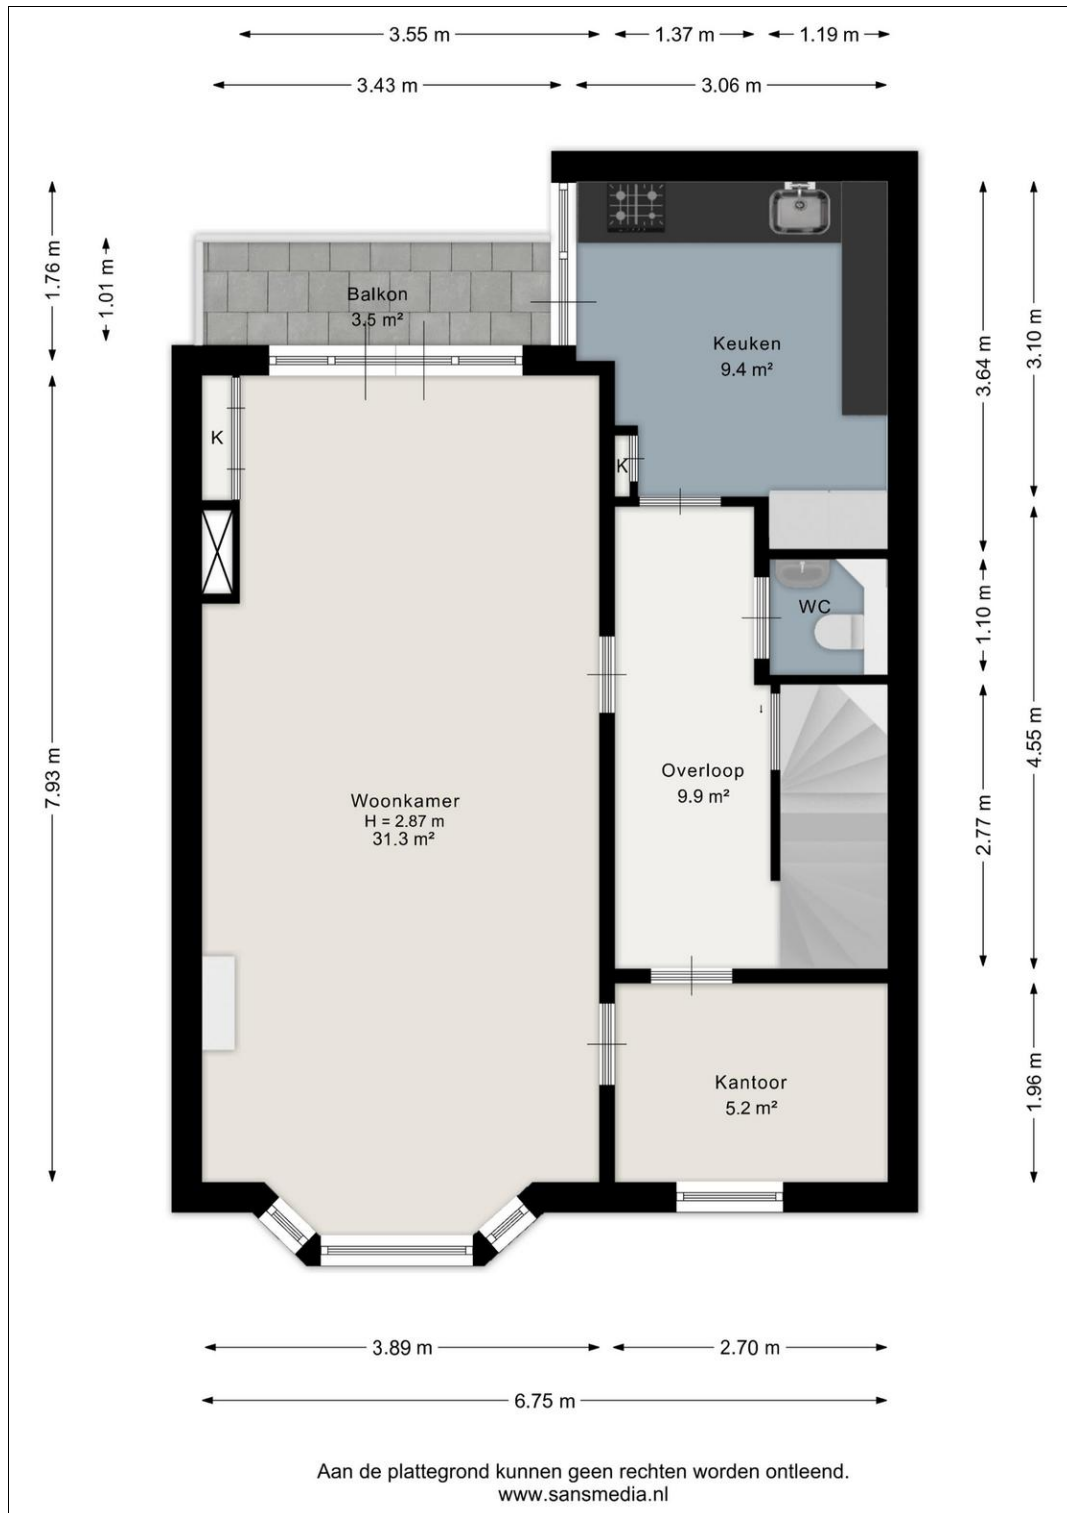 3.55 m
1.37 m
1.19 m
3.43 m
3.06 m
1.76 m
1.01 m
Balkon
3.5 m²
Keuken
9.4 m²
3.64 m
3.10 m
K
K
WC
1.10 m
7.93 m
Woonkamer
H = 2.87 m
31.3 m²
Overloop
9.9 m²
2.77 m
4.55 m
Kantoor
5.2 m²
1.96 m
3.89 m
2.70 m
6.75 m
Aan de plattegrond kunnen geen rechten worden ontleend.
www.sansmedia.nl